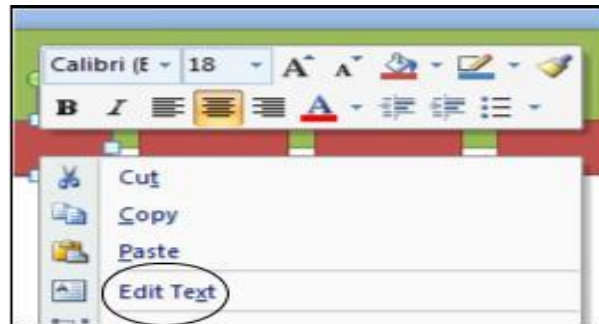 Calibri (E 18 A A
B I A
Cut
Copy
Paste
Edit Text